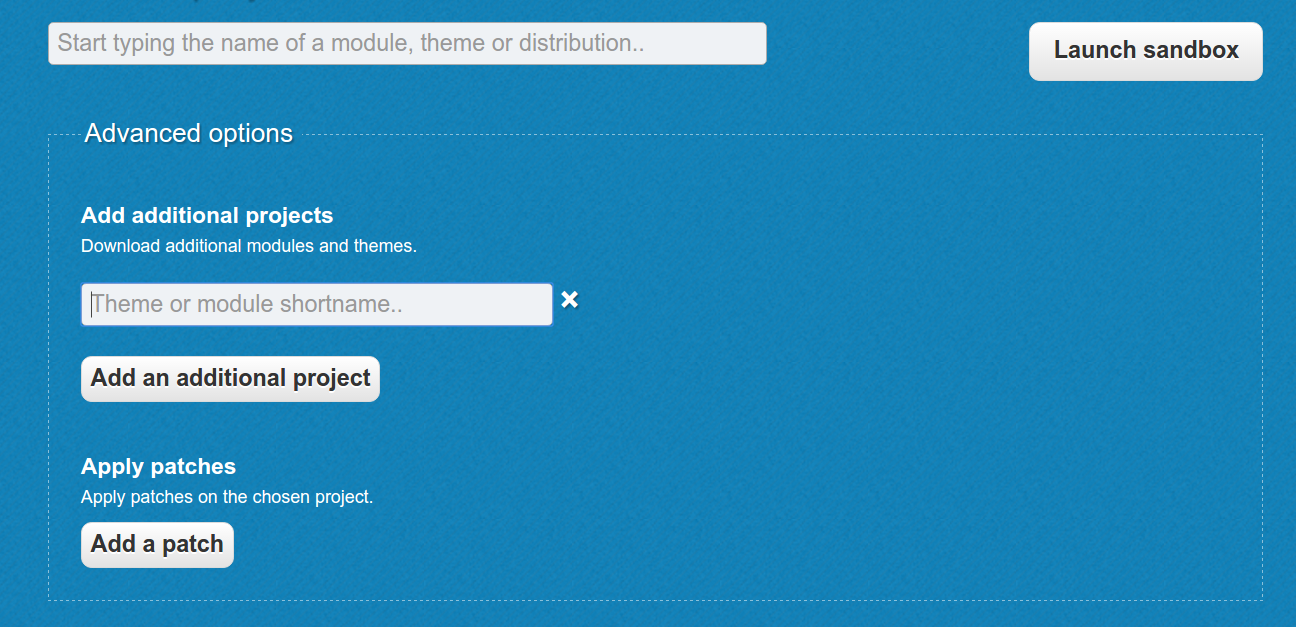 Start typing the name of a module, theme or distribution..
Launch sandbox
Advanced options
Add additional projects
Download additional modules and themes.
Theme or module shortname..
Add an additional project
Apply patches
Apply patches on the chosen project.
Add a patch